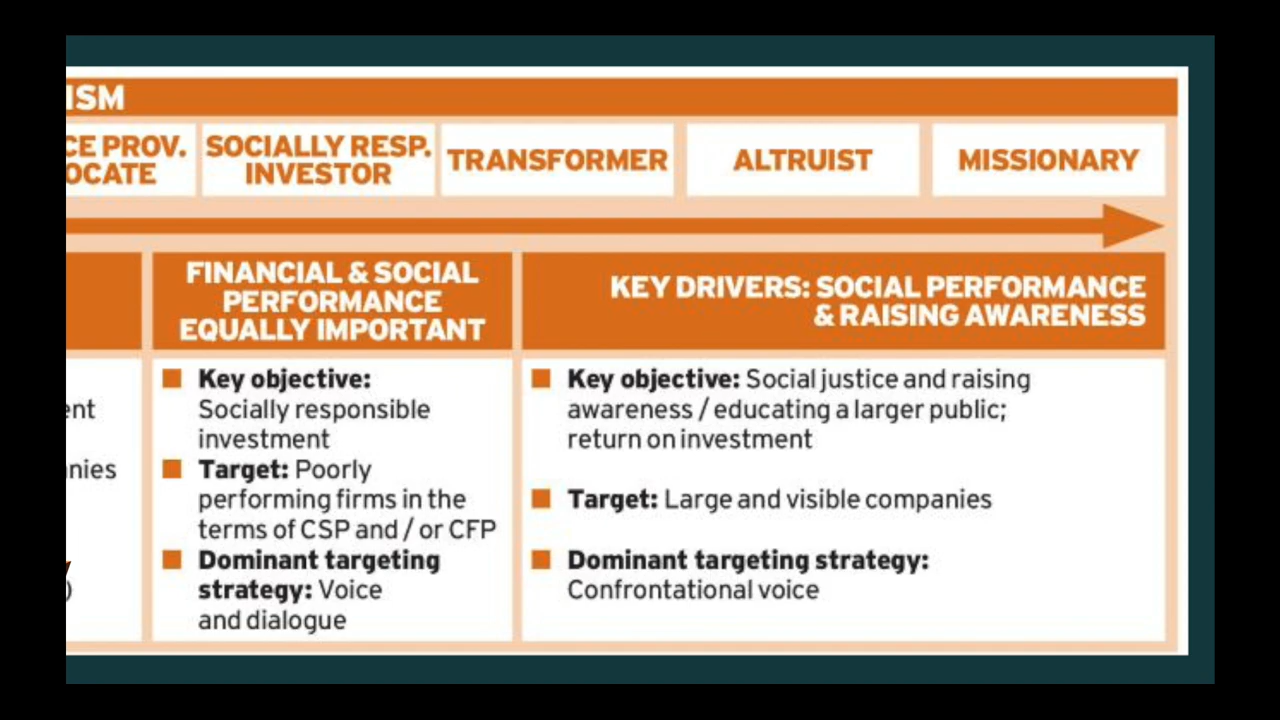 ISM
CE PROV.
OCATE
SOCIALLY RESP.
INVESTOR
TRANSFORMER
ALTRUIST
MISSIONARY
FINANCIAL & SOCIAL
PERFORMANCE
EQUALLY IMPORTANT
KEY DRIVERS: SOCIAL PERFORMANCE
& RAISING AWARENESS
ent
nies
)
■ Key objective:
Socially responsible
investment
■ Target: Poorly
performing firms in the
terms of CSP and / or CFP
■ Dominant targeting
strategy: Voice
and dialogue
■ Key objective: Social justice and raising
awareness / educating a larger public;
return on investment
■ Target: Large and visible companies
■ Dominant targeting strategy:
Confrontational voice